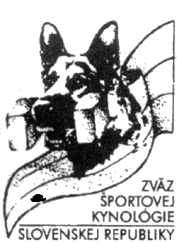 ZVÄZ
ŠPORTOVEJ
KYNOLÓGIE
SLOVENSKEJ REPUBLIKY